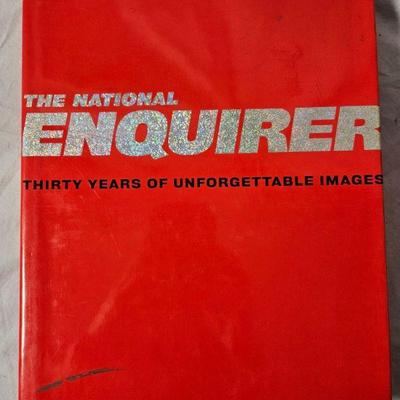 THE NATIONAL
ENQUIRER
THIRTY YEARS OF UNFORGETTABLE IMAGES